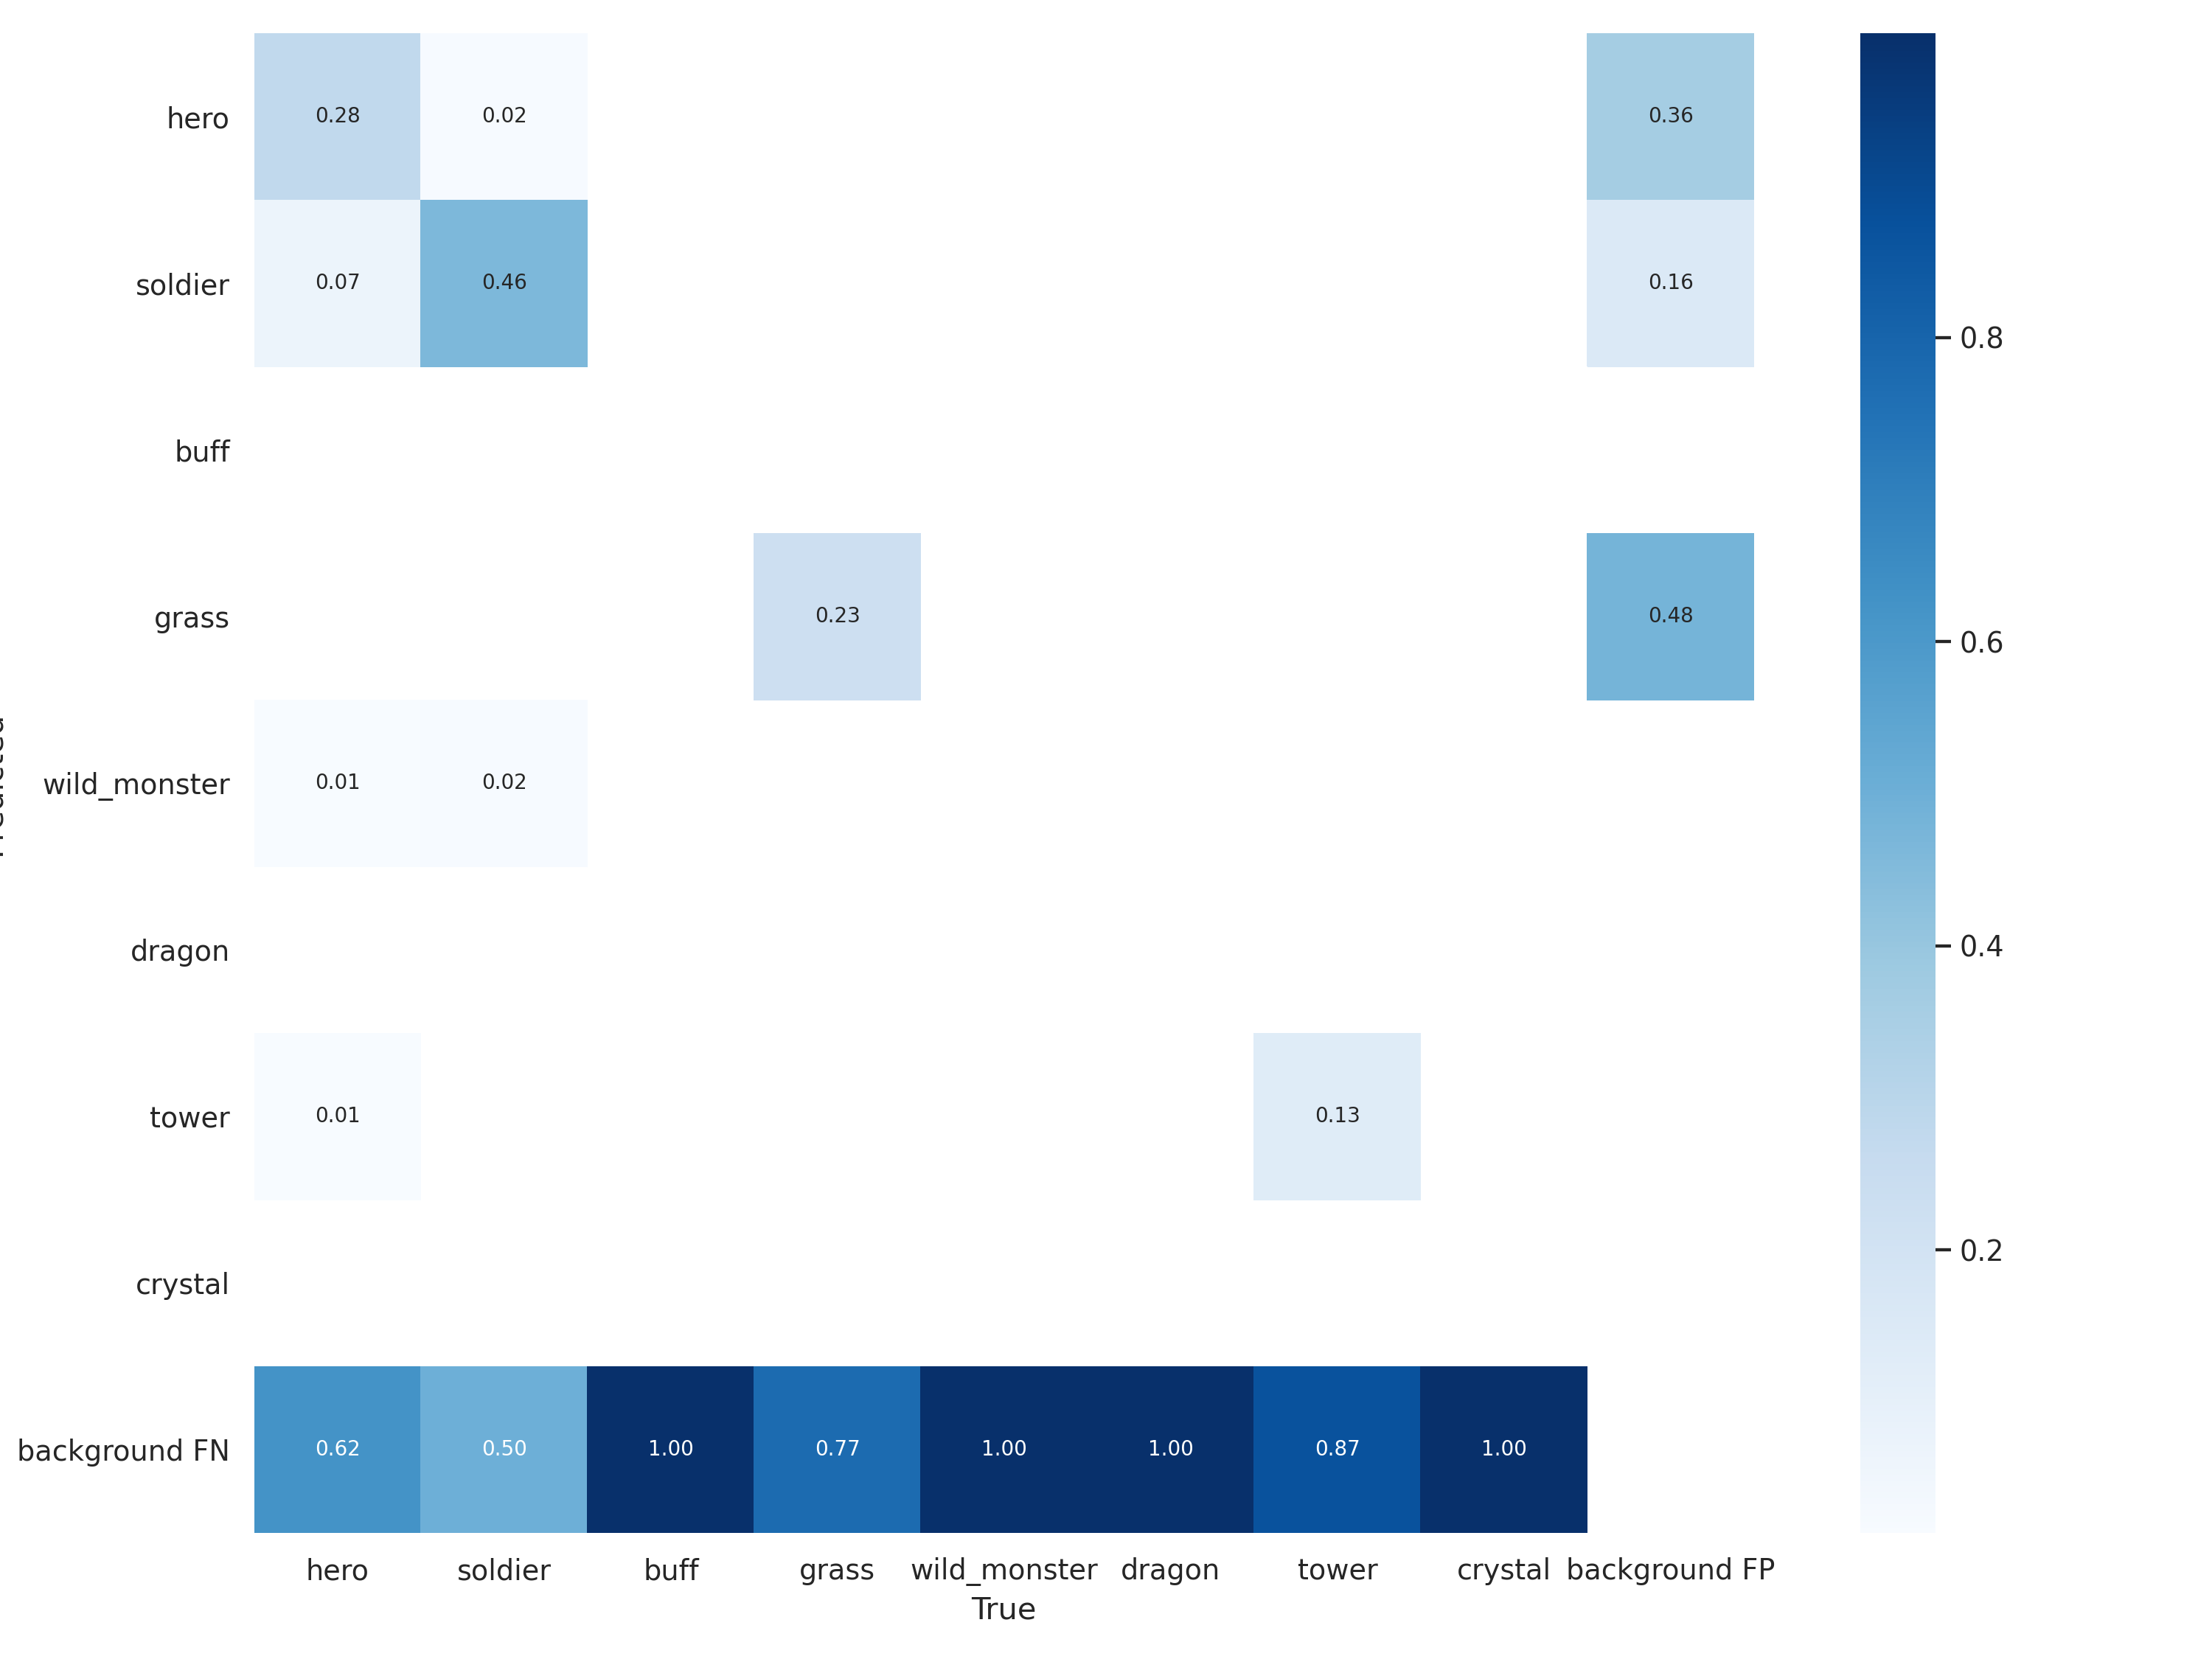 hero 0.28 0.02 0.36
soldier 0.07 0.46 0.16 0.8
buff
grass 0.23 0.48 0.6
wild_monster 0.01 0.02
dragon 0.4
tower 0.01 0.13
crystal 0.2
background FN 0.62 0.50 1.00 0.77 1.00 1.00 0.87 1.00
hero soldier buff grass wild_monster dragon tower crystal background FP
True